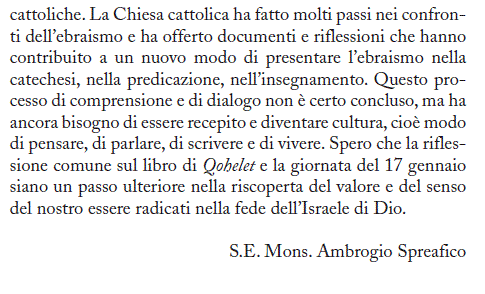 cattoliche. La Chiesa cattolica ha fatto molti passi nei confron-
ti dell'ebraismo e ha offerto documenti e riflessioni che hanno
contribuito a un nuovo modo di presentare l'ebraismo nella
catechesi, nella predicazione, nell'insegnamento. Questo pro-
cesso di comprensione e di dialogo non è certo concluso, ma ha
ancora bisogno di essere recepito e diventare cultura, cioè modo
di pensare, di parlare, di scrivere e di vivere. Spero che la rifles-
sione comune sul libro di Qohelet e la giornata del 17 gennaio
siano un passo ulteriore nella riscoperta del valore e del senso
del nostro essere radicati nella fede dell'Israele di Dio.
S.E. Mons. Ambrogio Spreafico